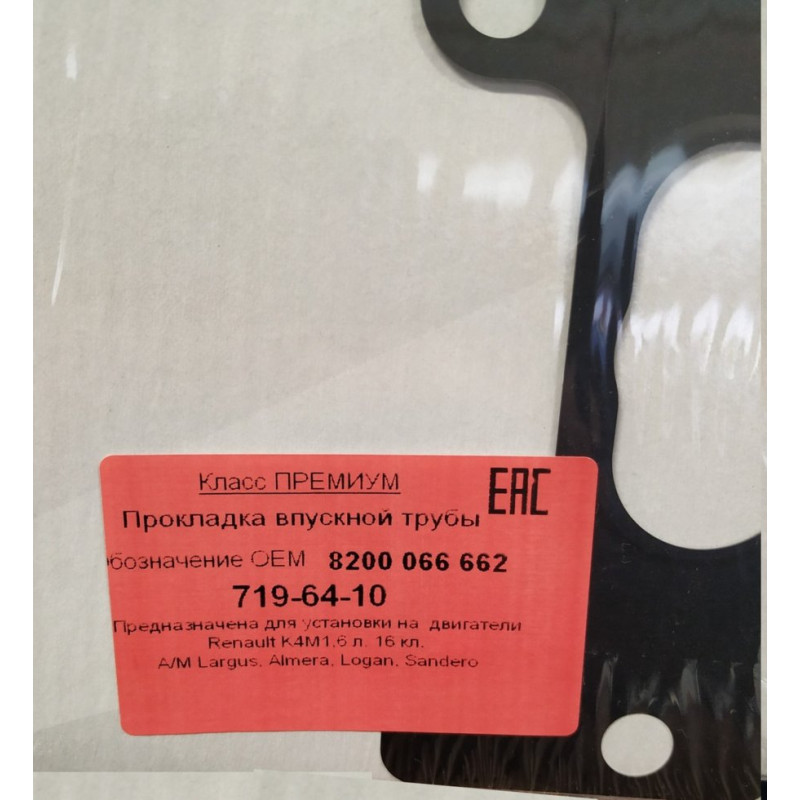 Класс ПРЕМИУМ
EAC
Прокладка впускной трубы
бозначение OEM 8200 066 662
719-64-10
Предназначена для установки на двигатели
Renault K4M1,6 л. 16 кл.
А/М Largus, Almera, Logan, Sandero